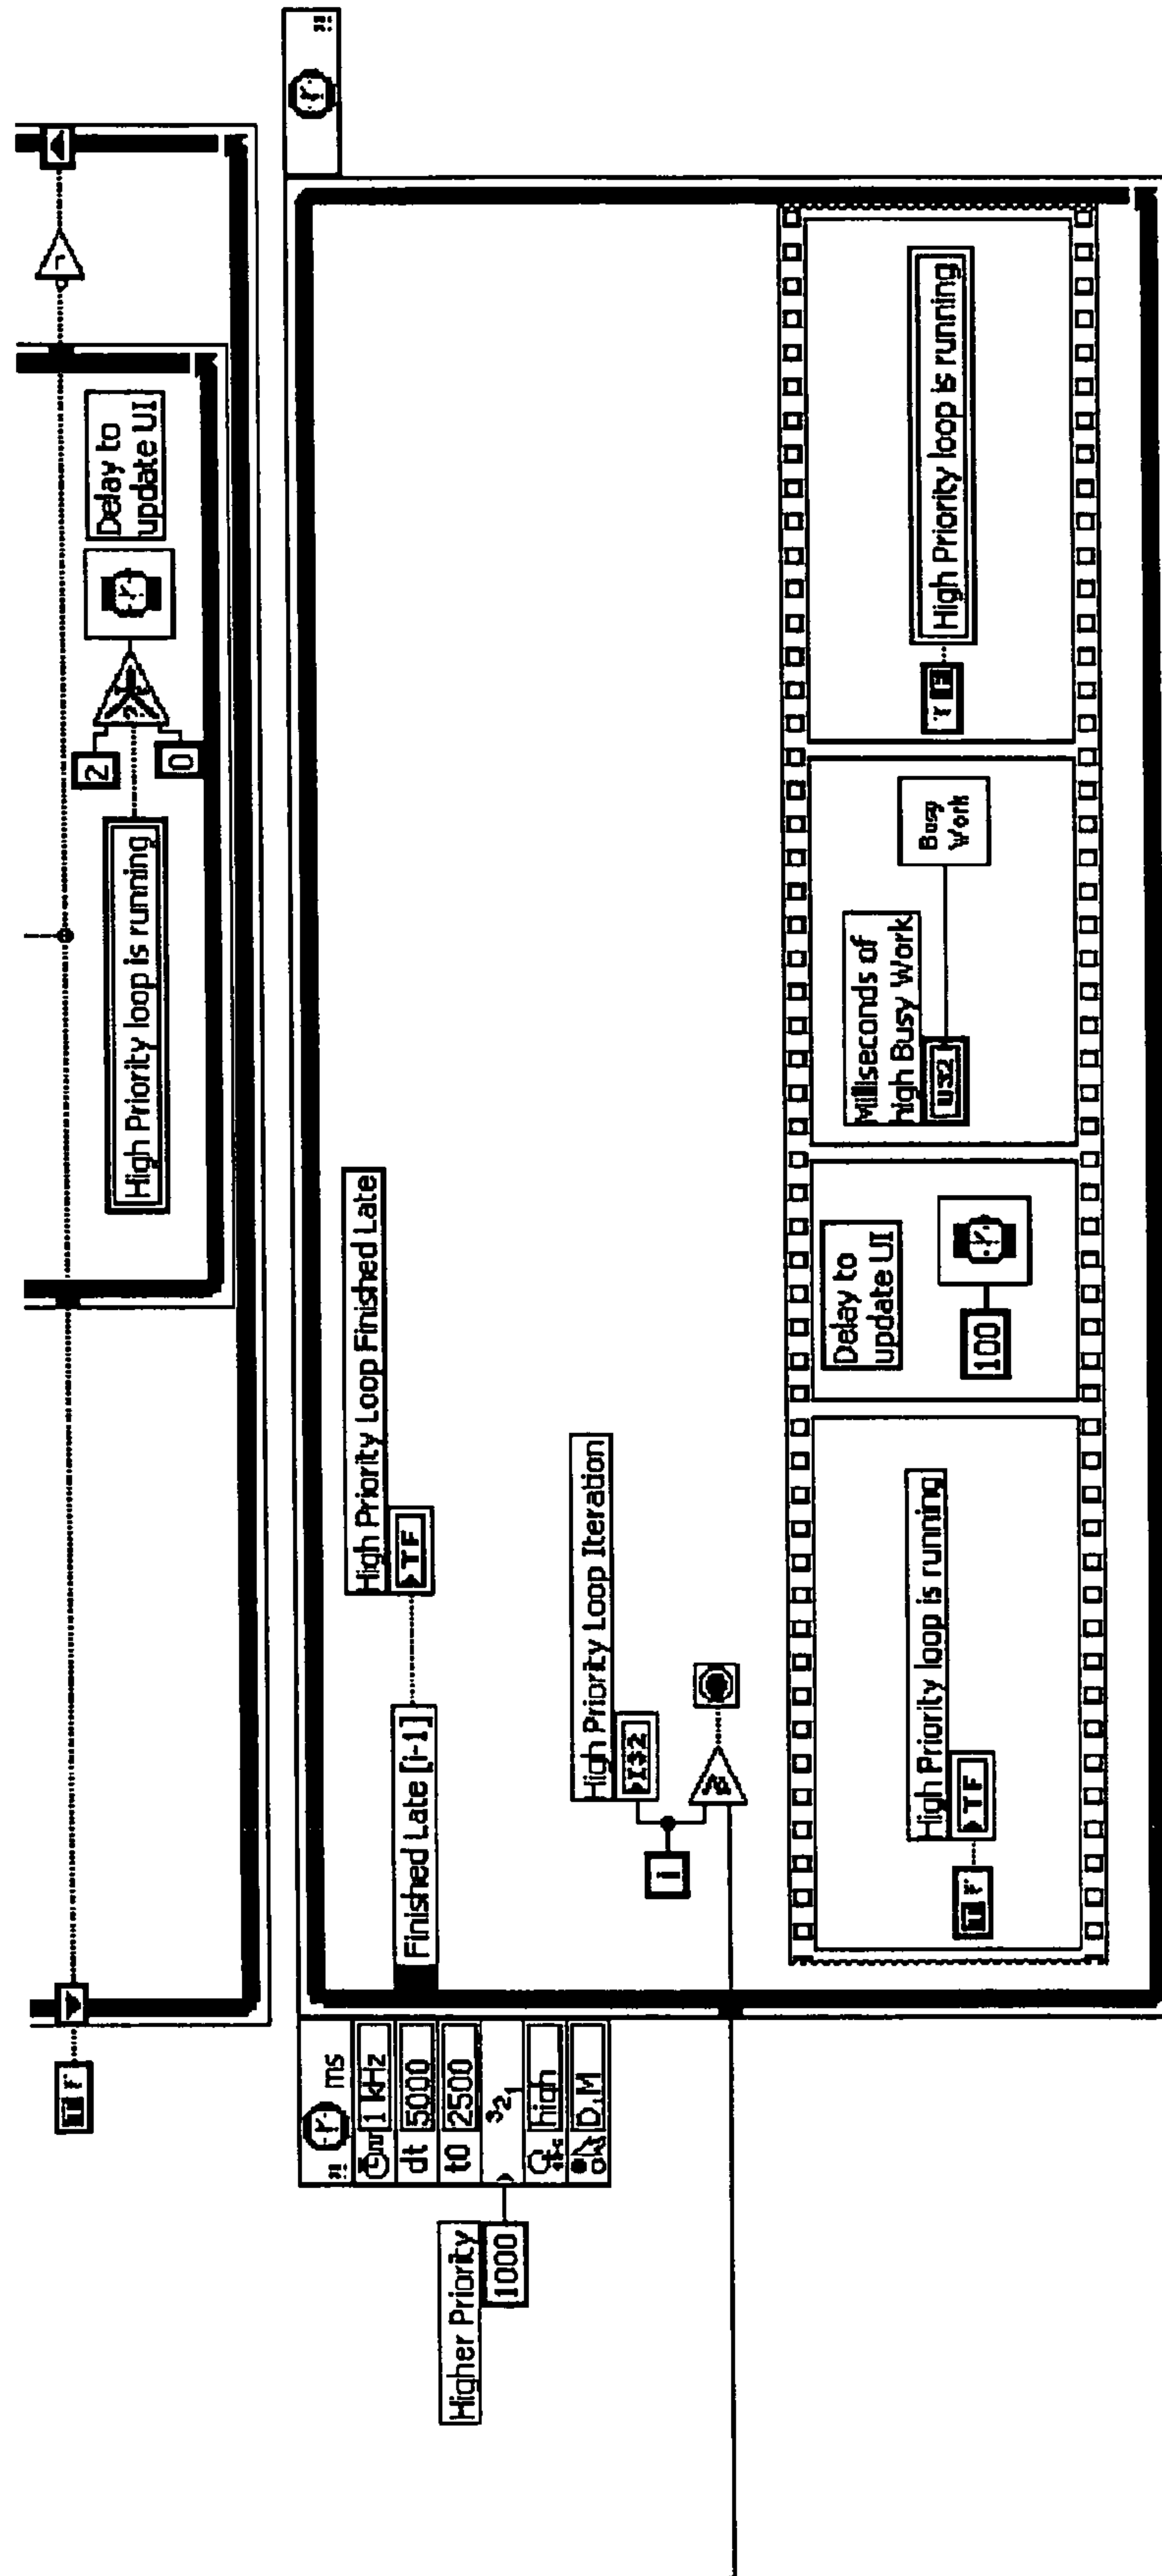 T F
High Priority loop is running
2
0
?
Delay to
update UI
Higher Priority
1000
ms
1 kHz
dt 5000
t0 2500
321
high
D,M
Finished Late [i-1]
High Priority Loop Finished Late
TF
i
High Priority Loop Iteration
I32
T F
High Priority loop is running
TF
Delay to
update UI
100
Milliseconds of
high Busy Work
U32
Busy
Work
T F
High Priority loop is running